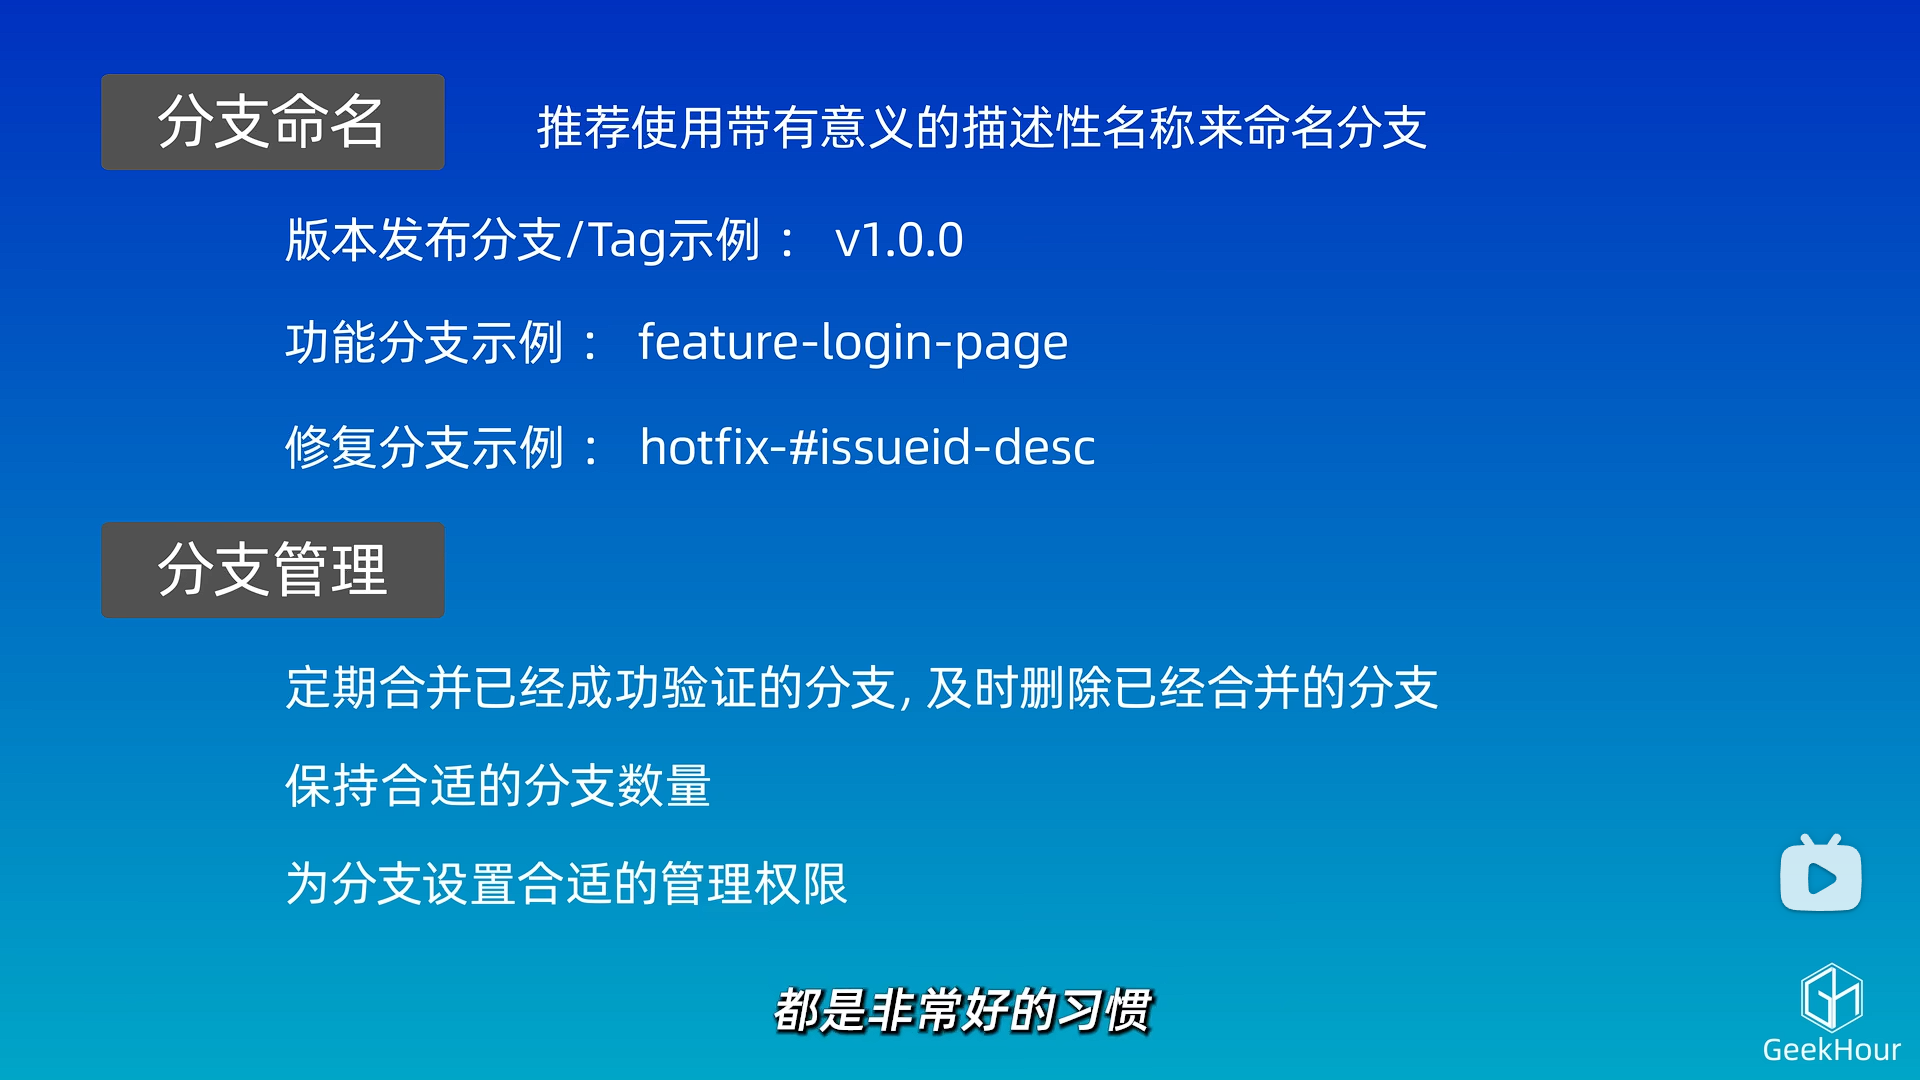 分支命名
推荐使用带有意义的描述性名称来命名分支
版本发布分支/Tag示例： v1.0.0
功能分支示例： feature-login-page
修复分支示例： hotfix-#issueid-desc
分支管理
定期合并已经成功验证的分支, 及时删除已经合并的分支
保持合适的分支数量
为分支设置合适的管理权限
都是非常好的习惯
GeekHour